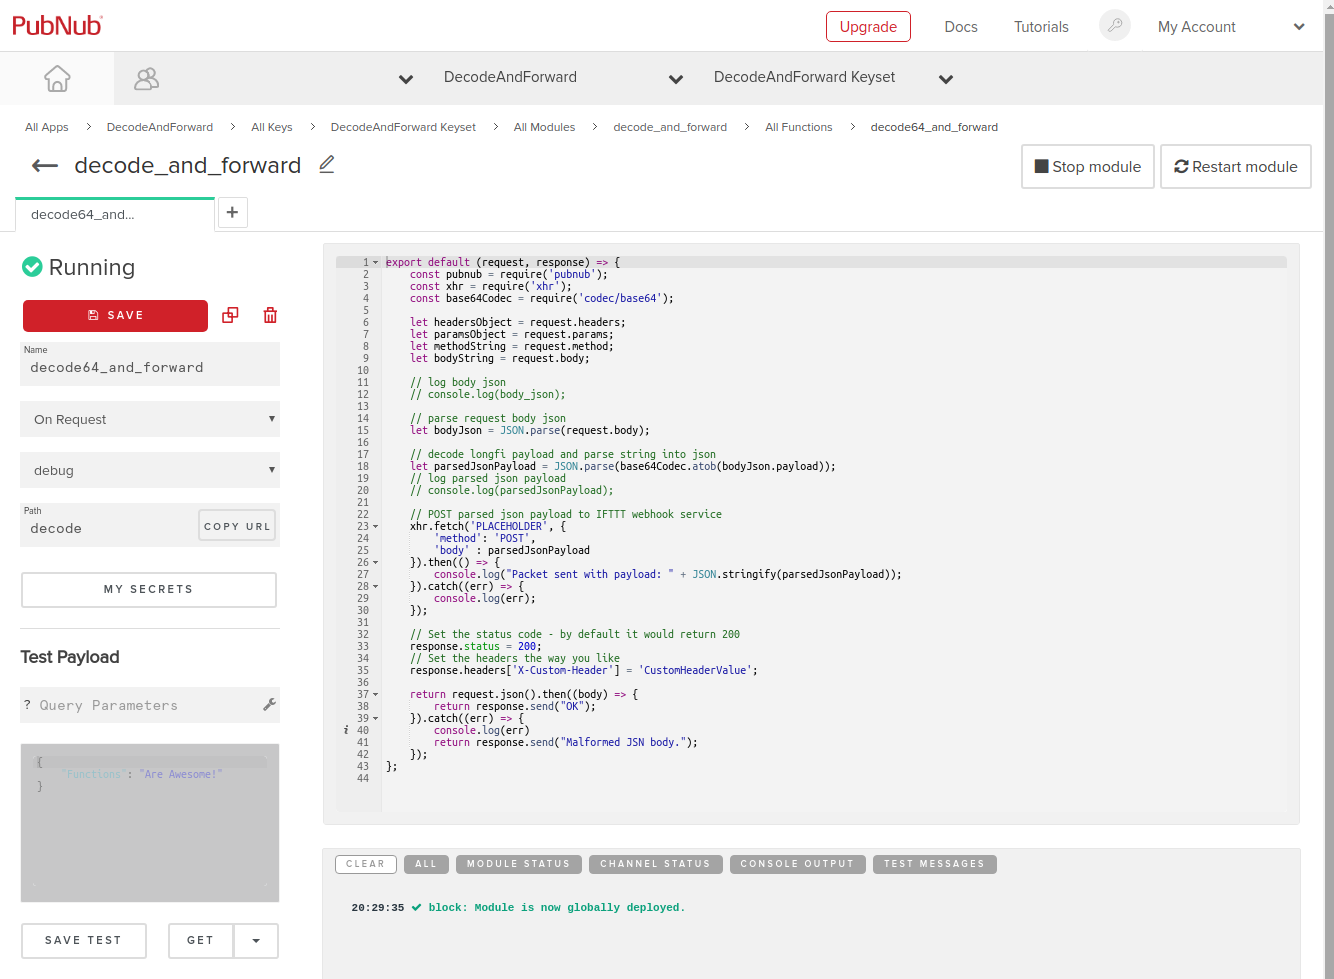 PubNub
Upgrade Docs Tutorials My Account
DecodeAndForward DecodeAndForward Keyset
All Apps > DecodeAndForward > All Keys > DecodeAndForward Keyset > All Modules > decode_and_forward > All Functions > decode64_and_forward
decode_and_forward
Stop module Restart module
decode64_and... +
Running
SAVE
Name
decode64_and_forward
On Request
debug
Path
decode
COPY URL
MY SECRETS
Test Payload
? Query Parameters
{
"Functions": "Are Awesome!"
}
SAVE TEST GET
1 export default (request, response) => {
2 const pubnub = require('pubnub');
3 const xhr = require('xhr');
4 const base64Codec = require('codec/base64');
5
6 let headersObject = request.headers;
7 let paramsObject = request.params;
8 let methodString = request.method;
9 let bodyString = request.body;
10
11 // log body json
12 // console.log(body_json);
13
14 // parse request body json
15 let bodyJson = JSON.parse(request.body);
16
17 // decode longfi payload and parse string into json
18 let parsedJsonPayload = JSON.parse(base64Codec.atob(bodyJson.payload));
19 // log parsed json payload
20 // console.log(parsedJsonPayload);
21
22 // POST parsed json payload to IFTTT webhook service
23 xhr.fetch('PLACEHOLDER', {
24 'method': 'POST',
25 'body' : parsedJsonPayload
26 }).then(() => {
27 console.log("Packet sent with payload: " + JSON.stringify(parsedJsonPayload));
28 }).catch((err) => {
29 console.log(err);
30 });
31
32 // Set the status code - by default it would return 200
33 response.status = 200;
34 // Set the headers the way you like
35 response.headers['X-Custom-Header'] = 'CustomHeaderValue';
36
37 return request.json().then((body) => {
38 return response.send("OK");
39 }).catch((err) => {
i 40 console.log(err)
41 return response.send("Malformed JSN body.");
42 });
43 };
44
CLEAR ALL MODULE STATUS CHANNEL STATUS CONSOLE OUTPUT TEST MESSAGES
20:29:35 ✔ block: Module is now globally deployed.